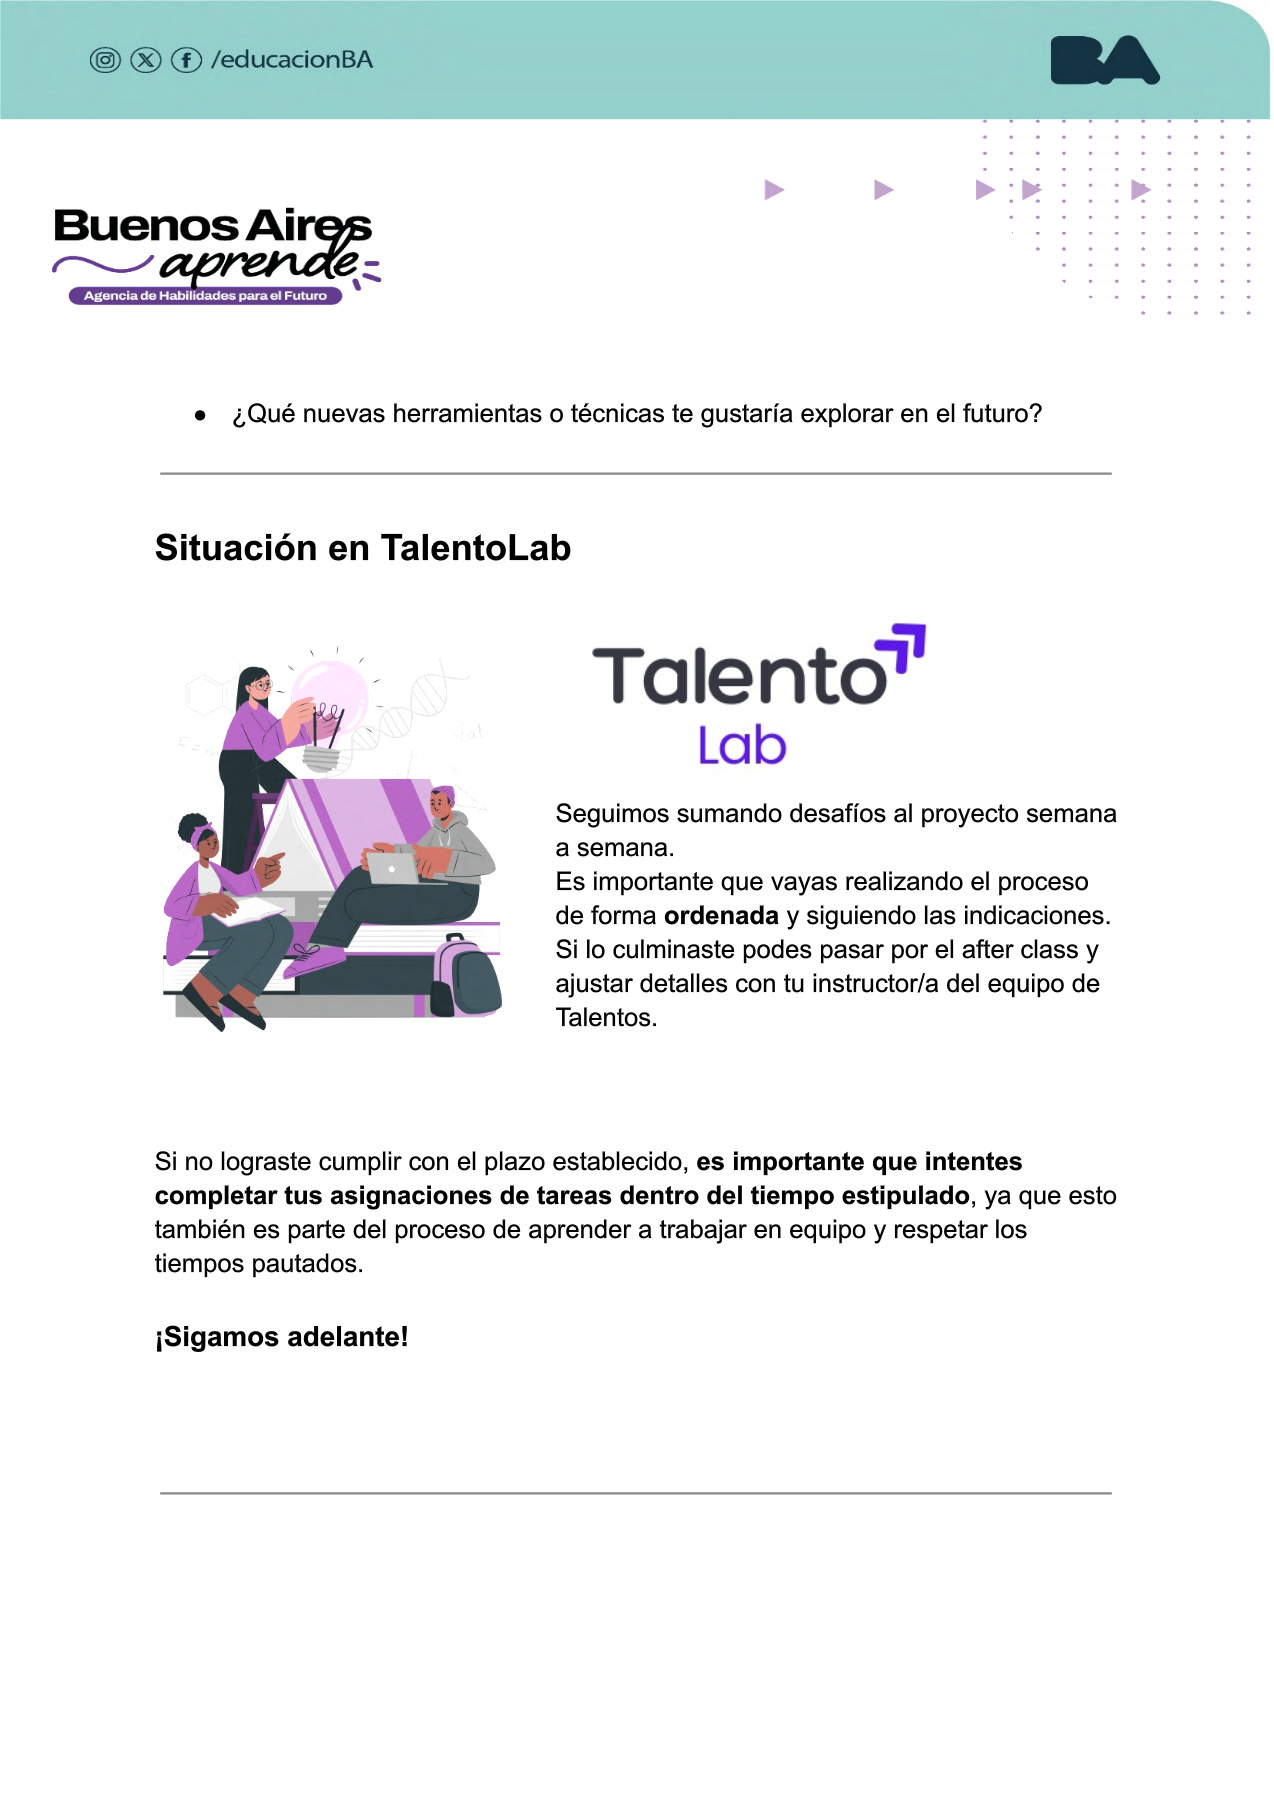 /educacionBA
BA
Buenos Aires
aprende
Agencia de Habilidades para el Futuro
● ¿Qué nuevas herramientas o técnicas te gustaría explorar en el futuro?
Situación en TalentoLab
Talento
Lab
Seguimos sumando desafíos al proyecto semana
a semana.
Es importante que vayas realizando el proceso
de forma ordenada y siguiendo las indicaciones.
Si lo culminaste podes pasar por el after class y
ajustar detalles con tu instructor/a del equipo de
Talentos.
Si no lograste cumplir con el plazo establecido, es importante que intentes
completar tus asignaciones de tareas dentro del tiempo estipulado, ya que esto
también es parte del proceso de aprender a trabajar en equipo y respetar los
tiempos pautados.
¡Sigamos adelante!